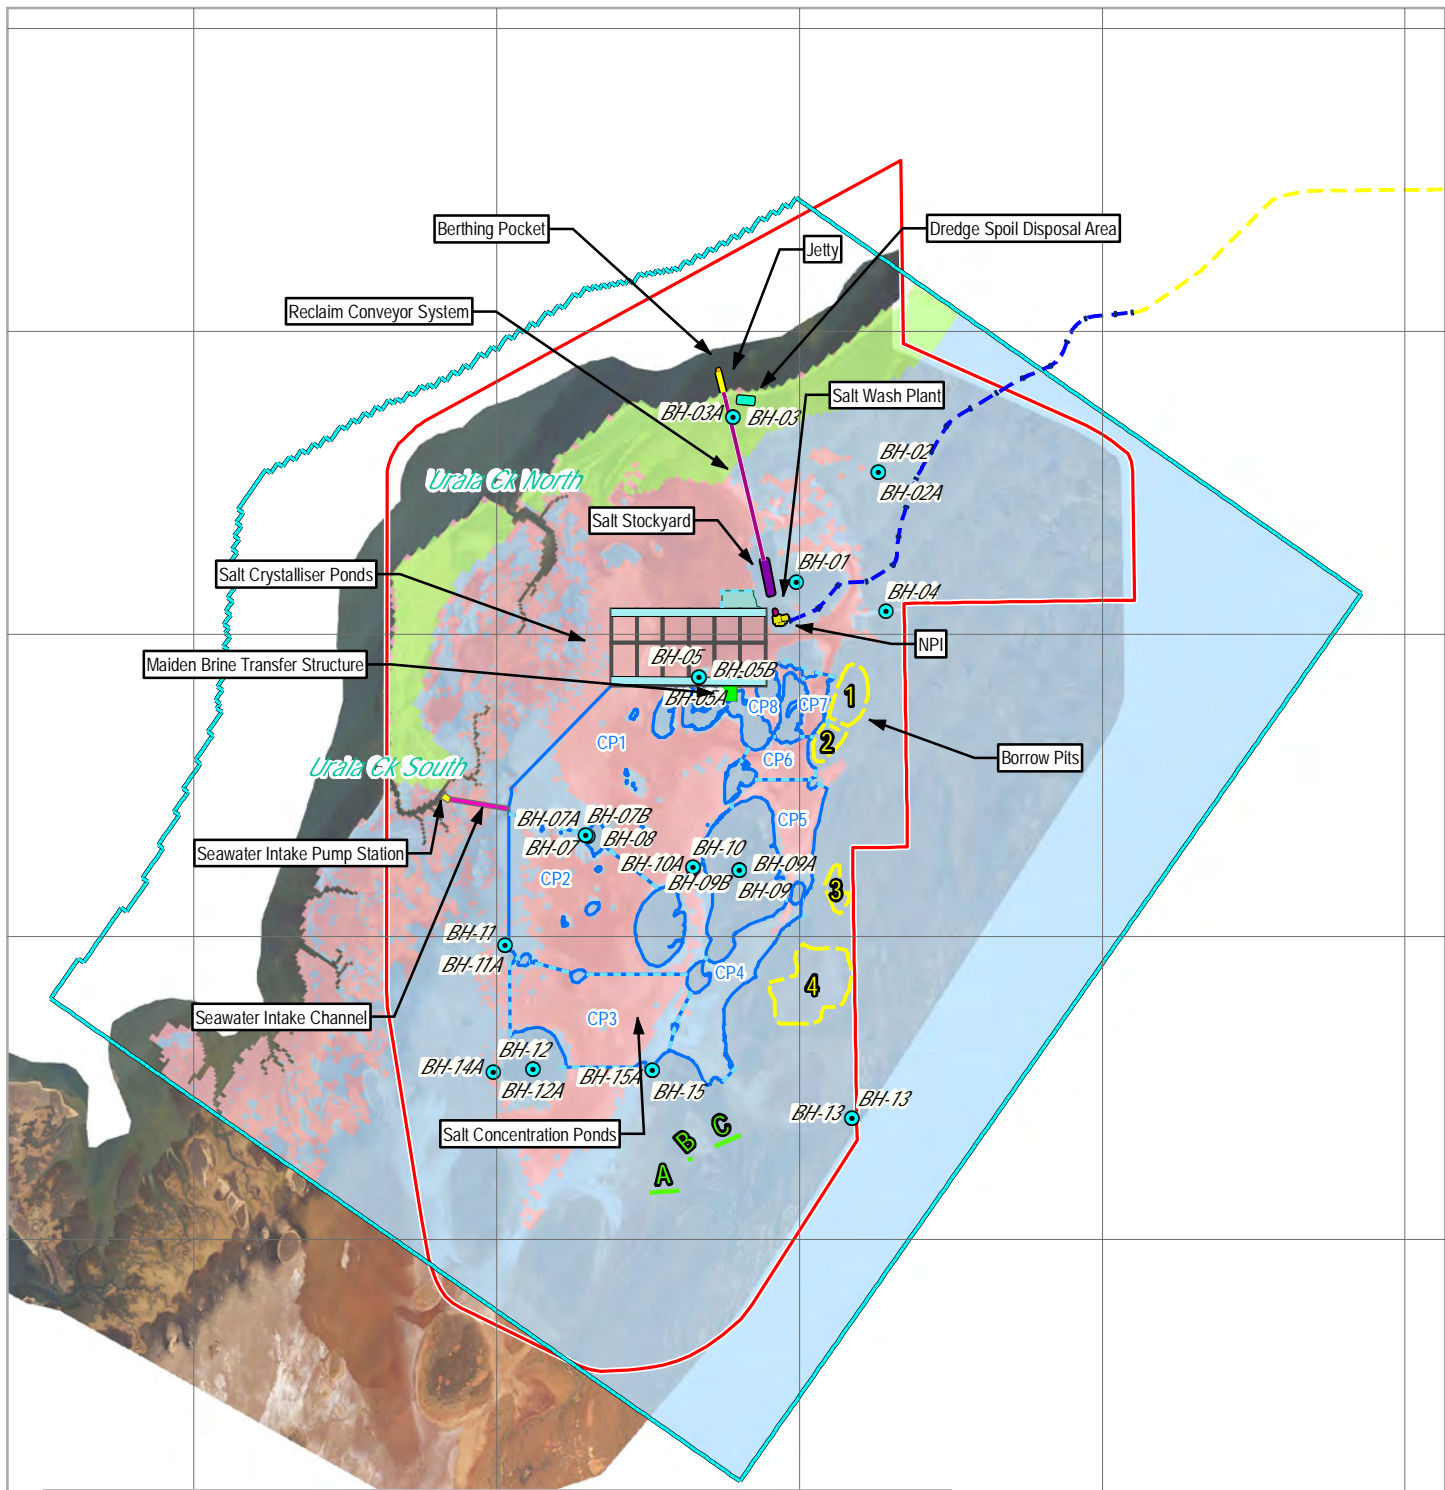 Berthing Pocket
Dredge Spoil Disposal Area
Jetty
Reclaim Conveyor System
Salt Wash Plant
BH-03A
BH-03
BH-02
Urala Ck North
BH-02A
Salt Stockyard
BH-01
Salt Crystalliser Ponds
BH-04
NPI
BH-05
Maiden Brine Transfer Structure
BH-05B
BH-05A
CP8
CP7
1
CP1
2
Borrow Pits
CP6
Urala Ck South
BH-07A
BH-07B
CP5
BH-07
BH-08
BH-10
Seawater Intake Pump Station
BH-10A
BH-09A
CP2
BH-09B
BH-09
3
BH-11
BH-11A
CP4
4
Seawater Intake Channel
CP3
BH-12
BH-14A
BH-15A
BH-12A
BH-15
BH-13
BH-13
Salt Concentration Ponds
C
B
A